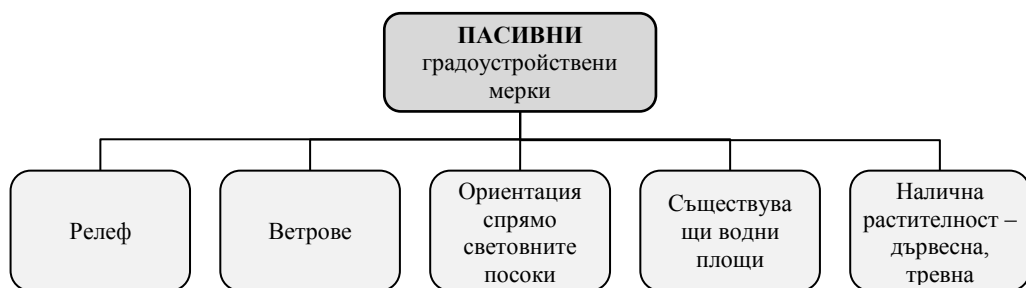 ПАСИВНИ
градоустройствени
мерки
Релеф
Ветрове
Ориентация
спрямо
световните
посоки
Съществува
щи водни
площи
Налична
растителност –
дървесна,
тревна